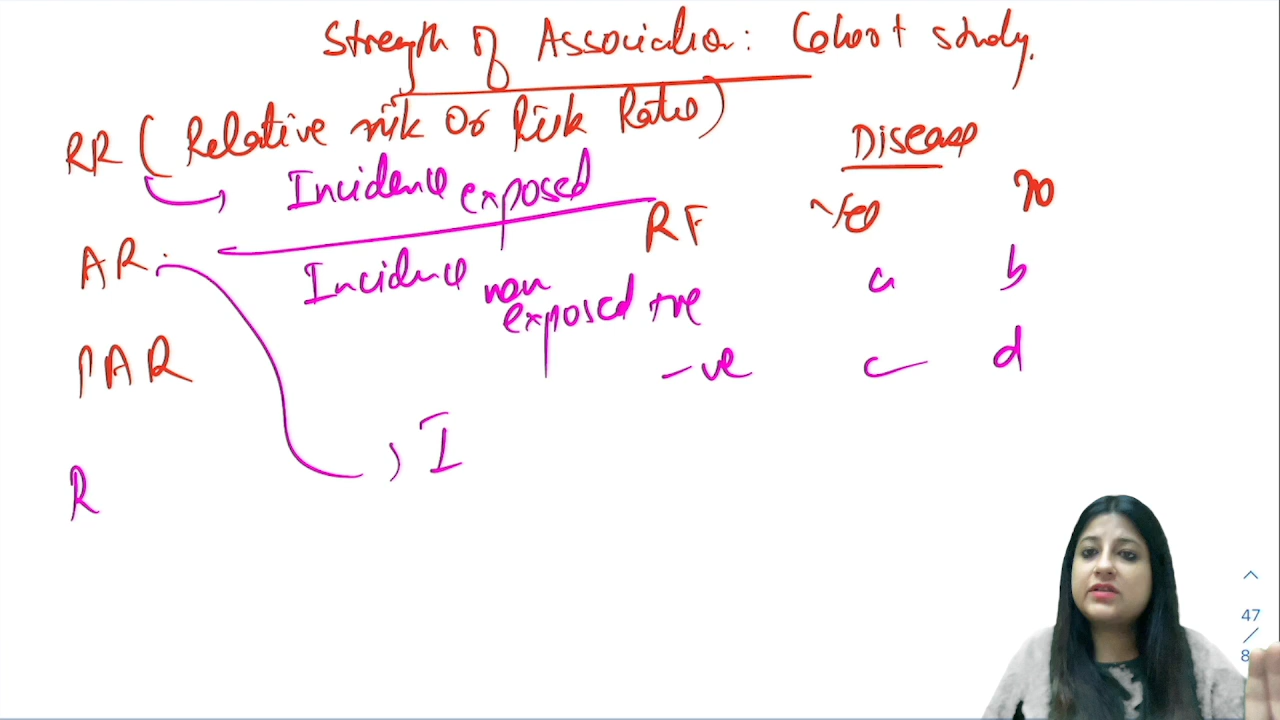 Strength of Association: Cohort study.
RR (Relative risk or Risk Ratio)
Disease
Incidence exposed
RF yes no
AR.
Incidence non exposed
a b
+ve
PAR
-ve c d
I
R
47
/
8